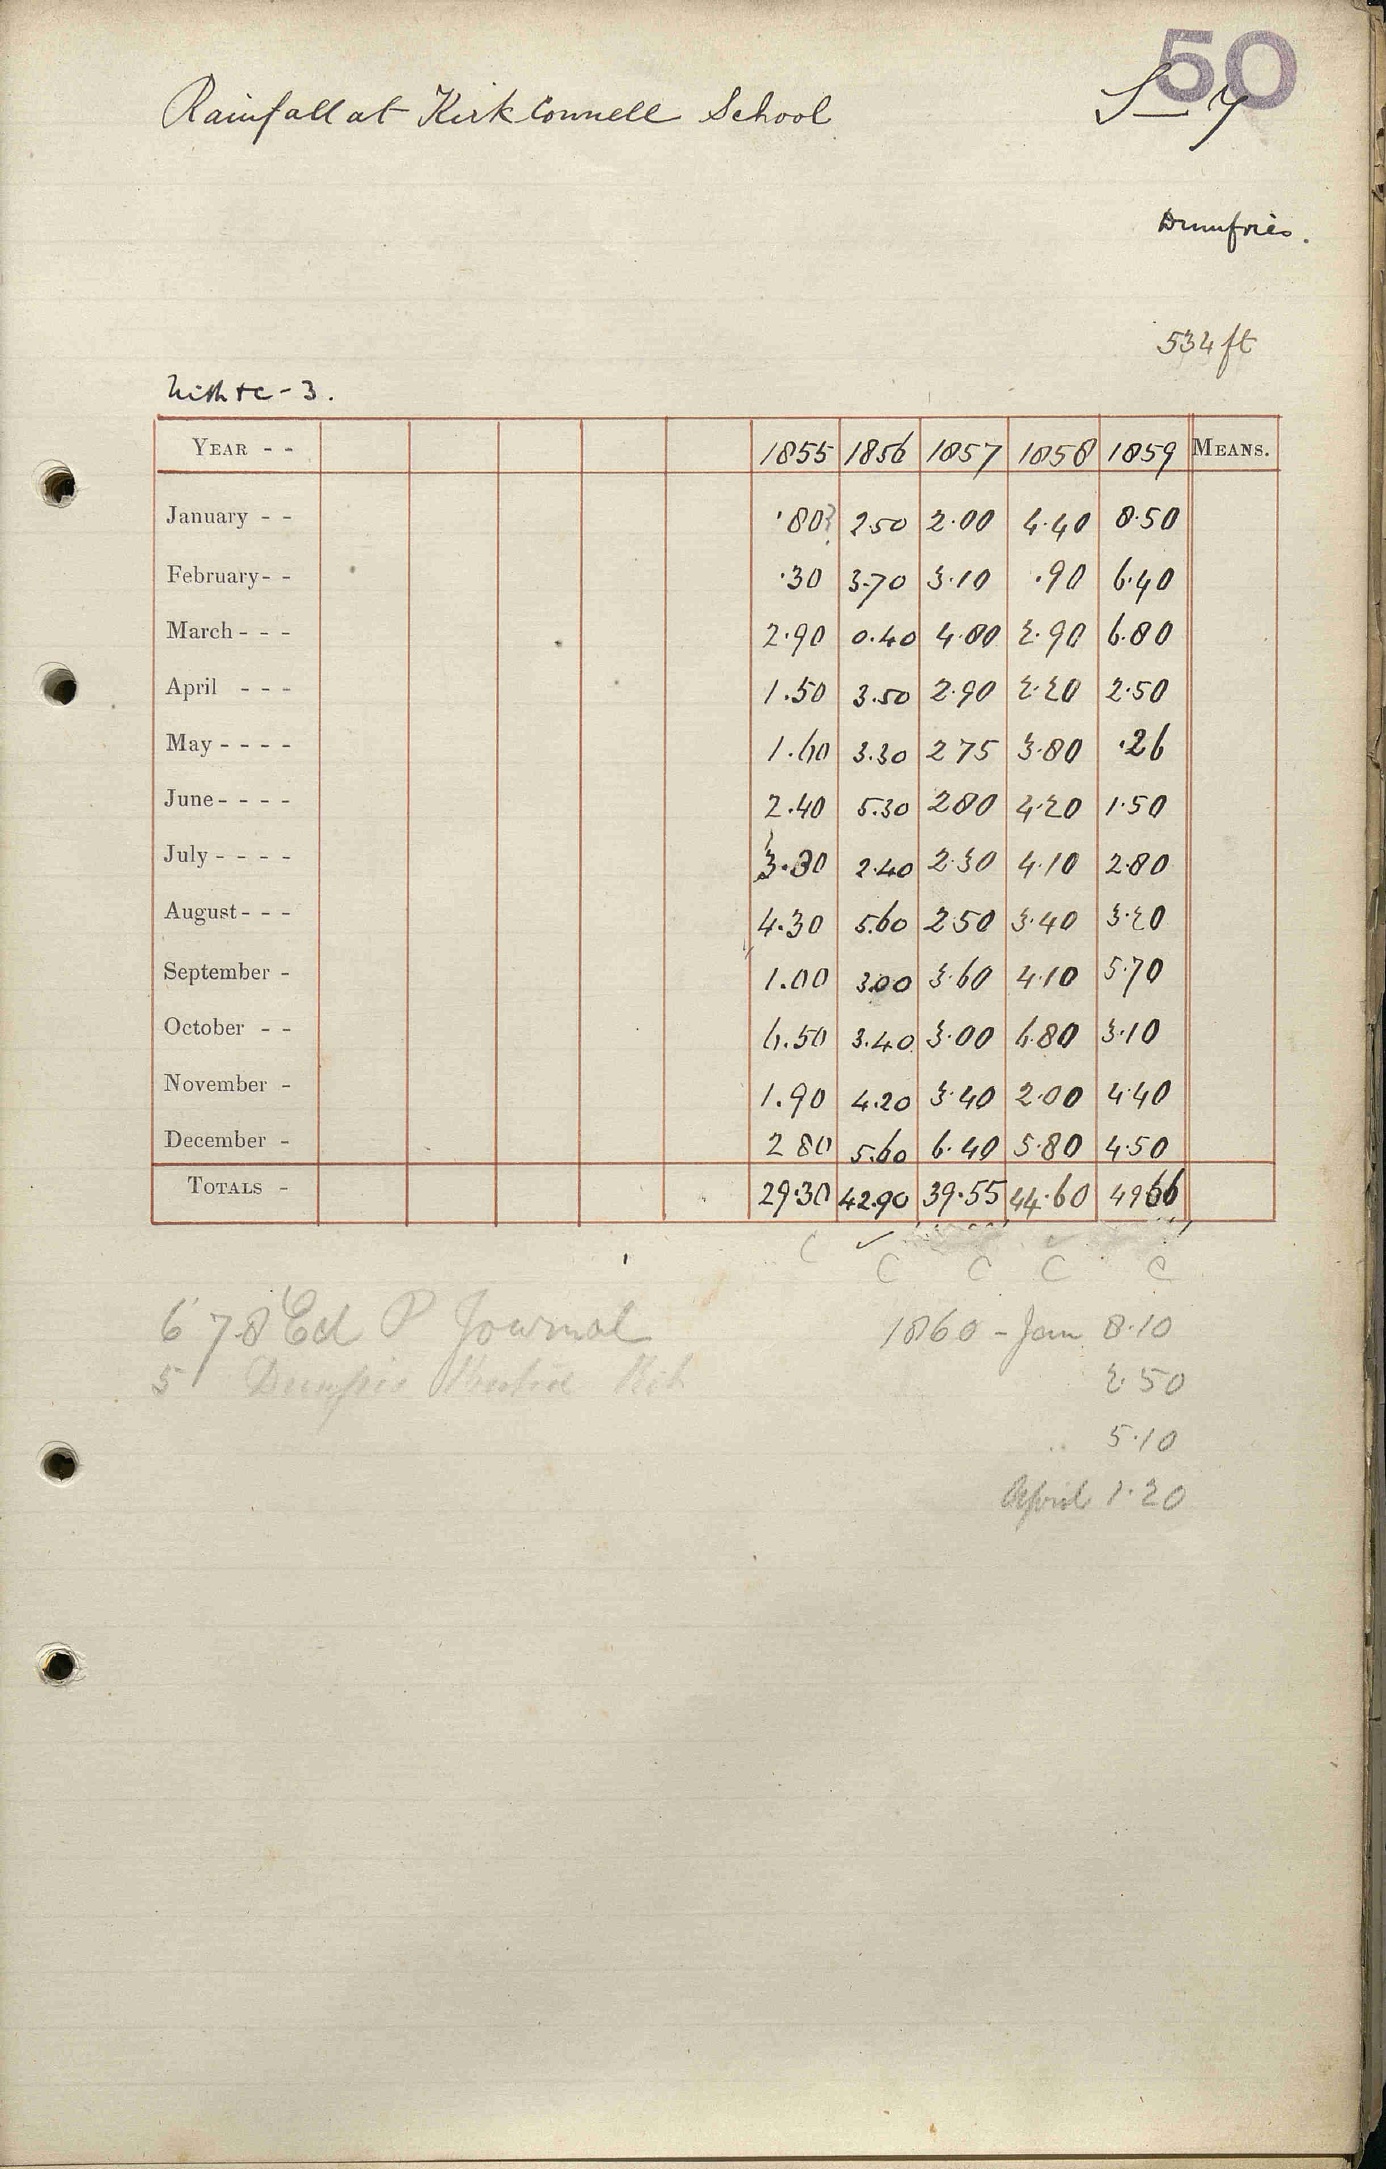 50
Rainfall at Kirkconnell School
S—7
Dumfries.
534 ft
Nith &c - 3.
YEAR - - 1855 1856 1857 1858 1859 MEANS.
January - - .80? 2.50 2.00 4.40 8.50
February - - .30 3.70 3.10 .90 6.40
March - - - 2.90 0.40 4.80 2.90 6.80
April - - - 1.50 3.50 2.90 2.20 2.50
May - - - - 1.60 3.30 2 75 3.80 .26
June - - - - 2.40 5.30 2 80 4.20 1.50
July - - - - 3.30 2.40 2.30 4.10 2.80
August - - - 4.30 5.60 2 50 3.40 3.20
September - 1.00 3.00 3.60 4.10 5.70
October - - 6.50 3.40 3.00 6.80 3.10
November - 1.90 4.20 3.40 2.00 4.40
December - 2 80 5.60 6.40 5.80 4.50
TOTALS - 29.30 42.90 39.55 44.60 49 66
C C C C C
6 7 8 Ed P Journal
1860 - Jan 8.10
5
2.50
5.10
April 1.20